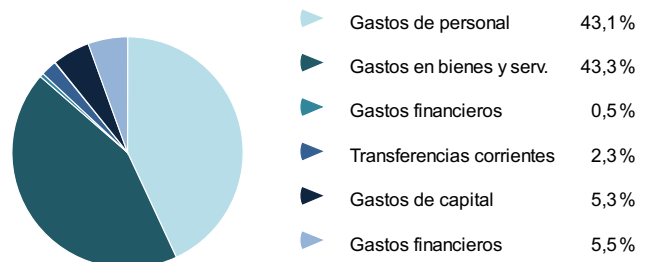 Gastos de personal 43,1%
Gastos en bienes y serv. 43,3%
Gastos financieros 0,5%
Transferencias corrientes 2,3%
Gastos de capital 5,3%
Gastos financieros 5,5%